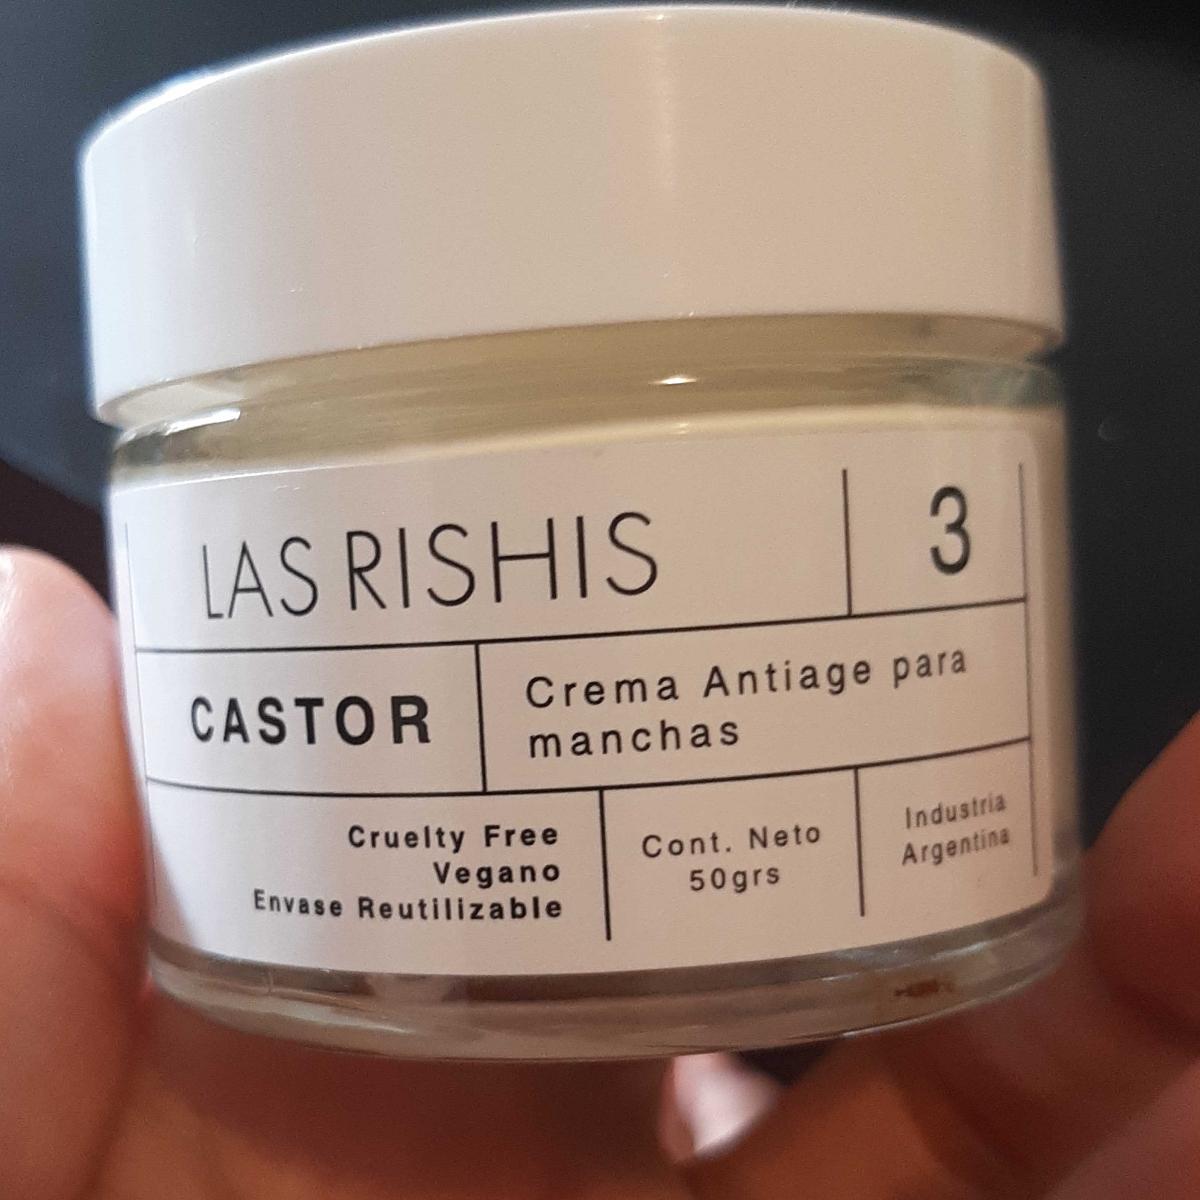 LAS RISHIS
3
CASTOR
Crema Antiage para
manchas
Cruelty Free
Vegano
Envase Reutilizable
Cont. Neto
50grs
Industria
Argentina